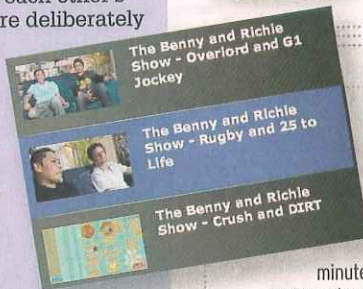 re deliberately
The Benny and Richie
Show - Overlord and G1
Jockey
The Benny and Richie
Show - Rugby and 25 to
Life
The Benny and Richie
Show - Crush and DIRT
minute